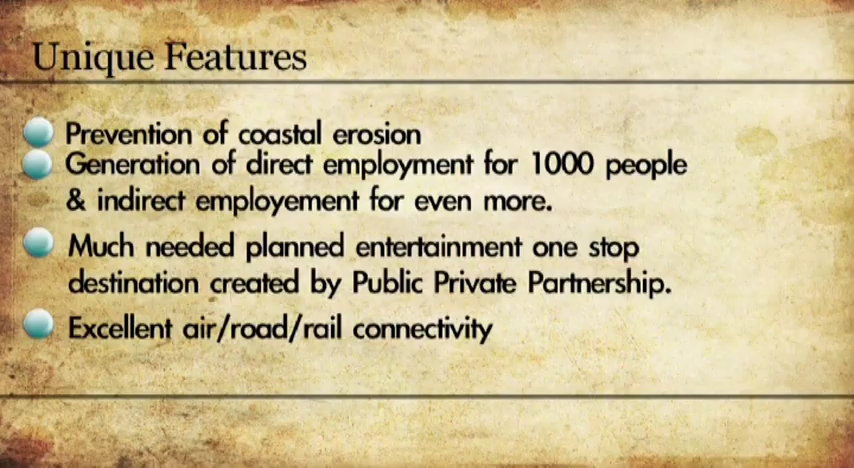 Unique Features
Prevention of coastal erosion
Generation of direct employment for 1000 people
& indirect employement for even more.
Much needed planned entertainment one stop
destination created by Public Private Partnership.
Excellent air/road/rail connectivity